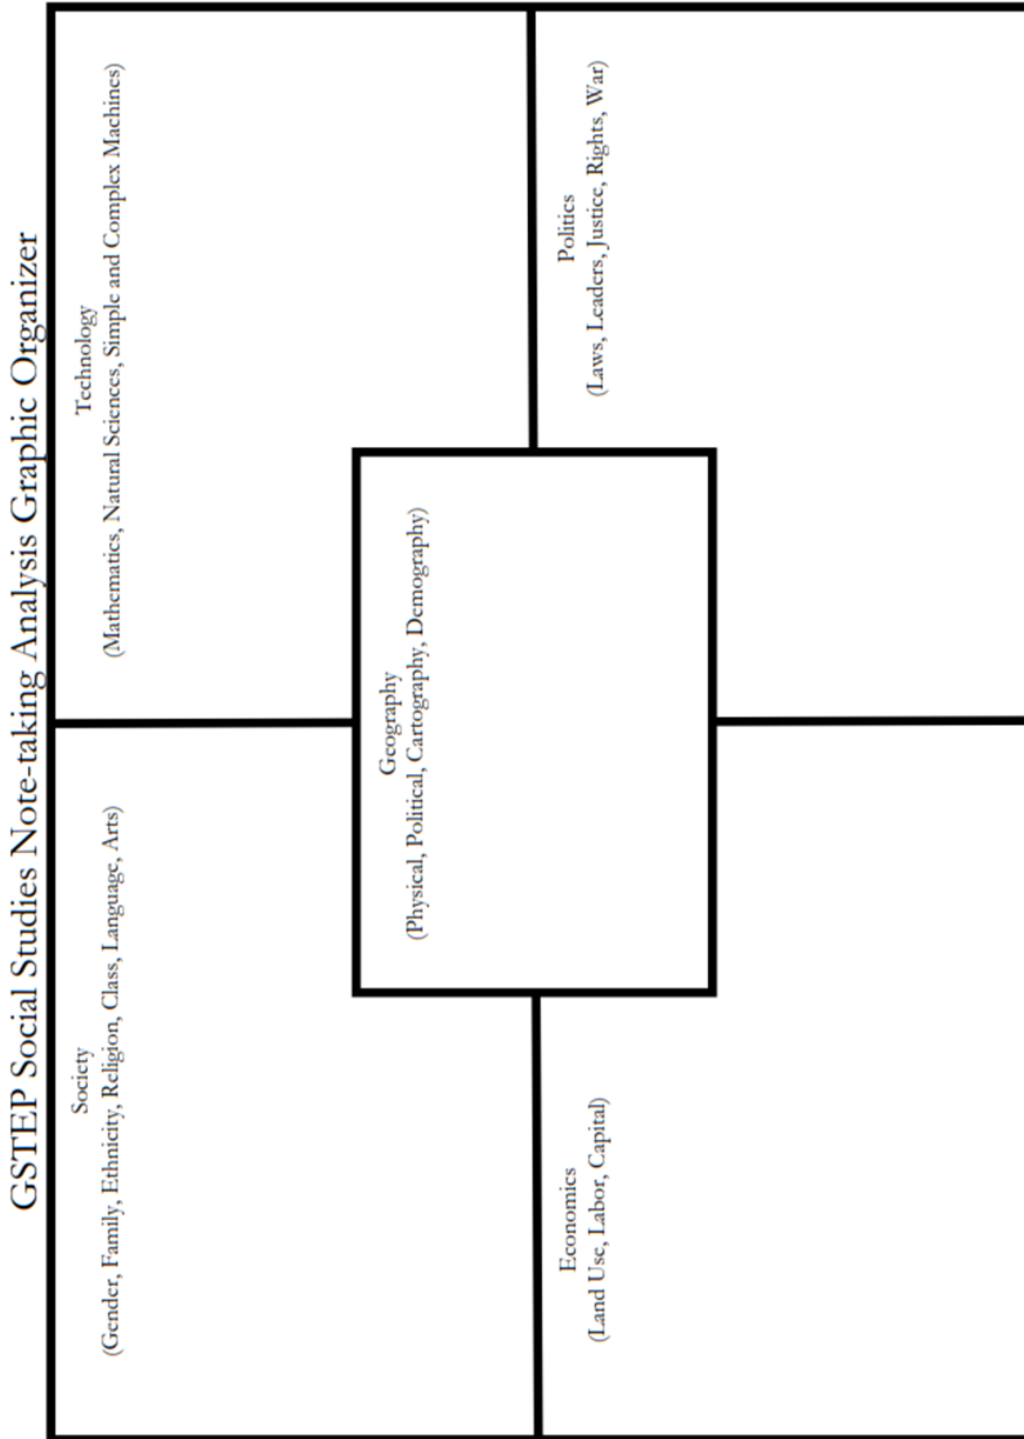 GSTEP Social Studies Note-taking Analysis Graphic Organizer
Society
(Gender, Family, Ethnicity, Religion, Class, Language, Arts)
Technology
(Mathematics, Natural Sciences, Simple and Complex Machines)
Geography
(Physical, Political, Cartography, Demography)
Economics
(Land Use, Labor, Capital)
Politics
(Laws, Leaders, Justice, Rights, War)